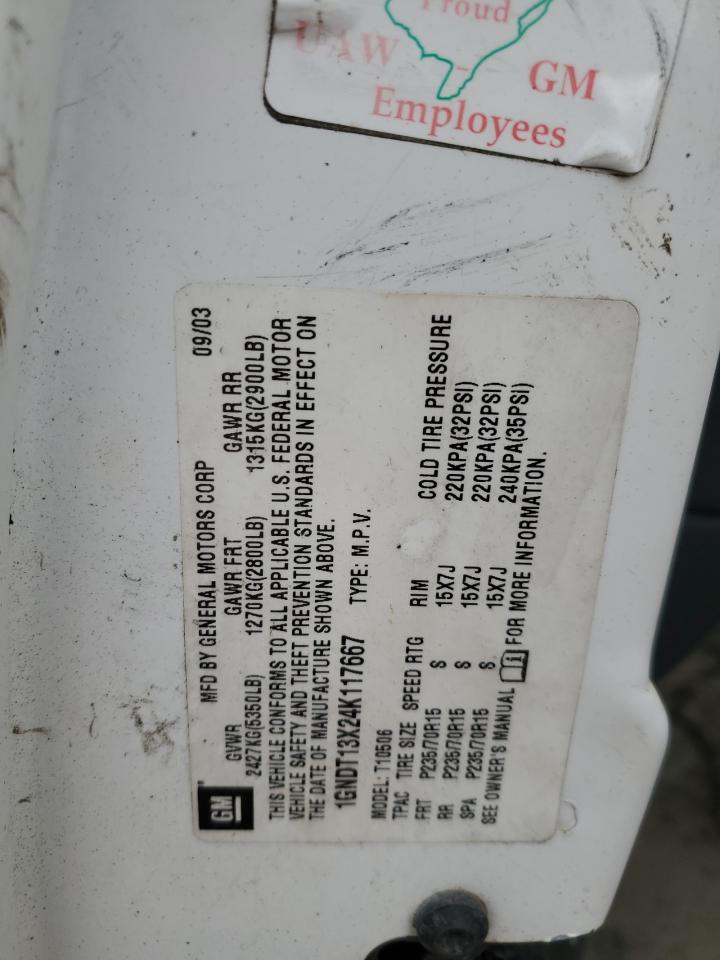 Proud
UAW - GM
Employees
GM
MFD BY GENERAL MOTORS CORP 09/03
GVWR GAWR FRT GAWR RR
2427KG(5350LB) 1270KG(2800LB) 1315KG(2900LB)
THIS VEHICLE CONFORMS TO ALL APPLICABLE U.S. FEDERAL MOTOR
VEHICLE SAFETY AND THEFT PREVENTION STANDARDS IN EFFECT ON
THE DATE OF MANUFACTURE SHOWN ABOVE.
1GNDT13X24K117667 TYPE: M.P.V.
MODEL: T10506
TPAC TIRE SIZE SPEED RTG RIM COLD TIRE PRESSURE
FRT P235/70R15 S 15X7J 220KPA(32PSI)
RR P235/70R15 S 15X7J 220KPA(32PSI)
SPA P235/70R15 S 15X7J 240KPA(35PSI)
SEE OWNER'S MANUAL FOR MORE INFORMATION.